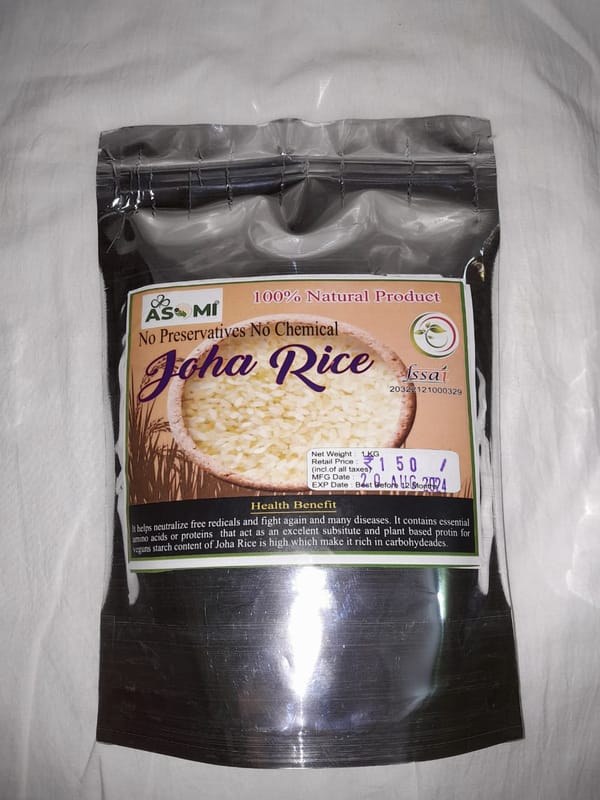 ASOMI
100% Natural Product
No Preservatives No Chemical
Joha Rice
fssai
20322121000329
Net Weight : 1 KG
Retail Price : ₹150/
(incl.of all taxes)
MFG Date : 20 AUG 2024
EXP Date : Best Before 12 Months
Health Benefit
It helps neutralize free redicals and fight again and many diseases. It contains essential
amino acids or proteins that act as an excelent subsitute and plant based protin for
vegans starch content of Joha Rice is high which make it rich in carbohydeades.